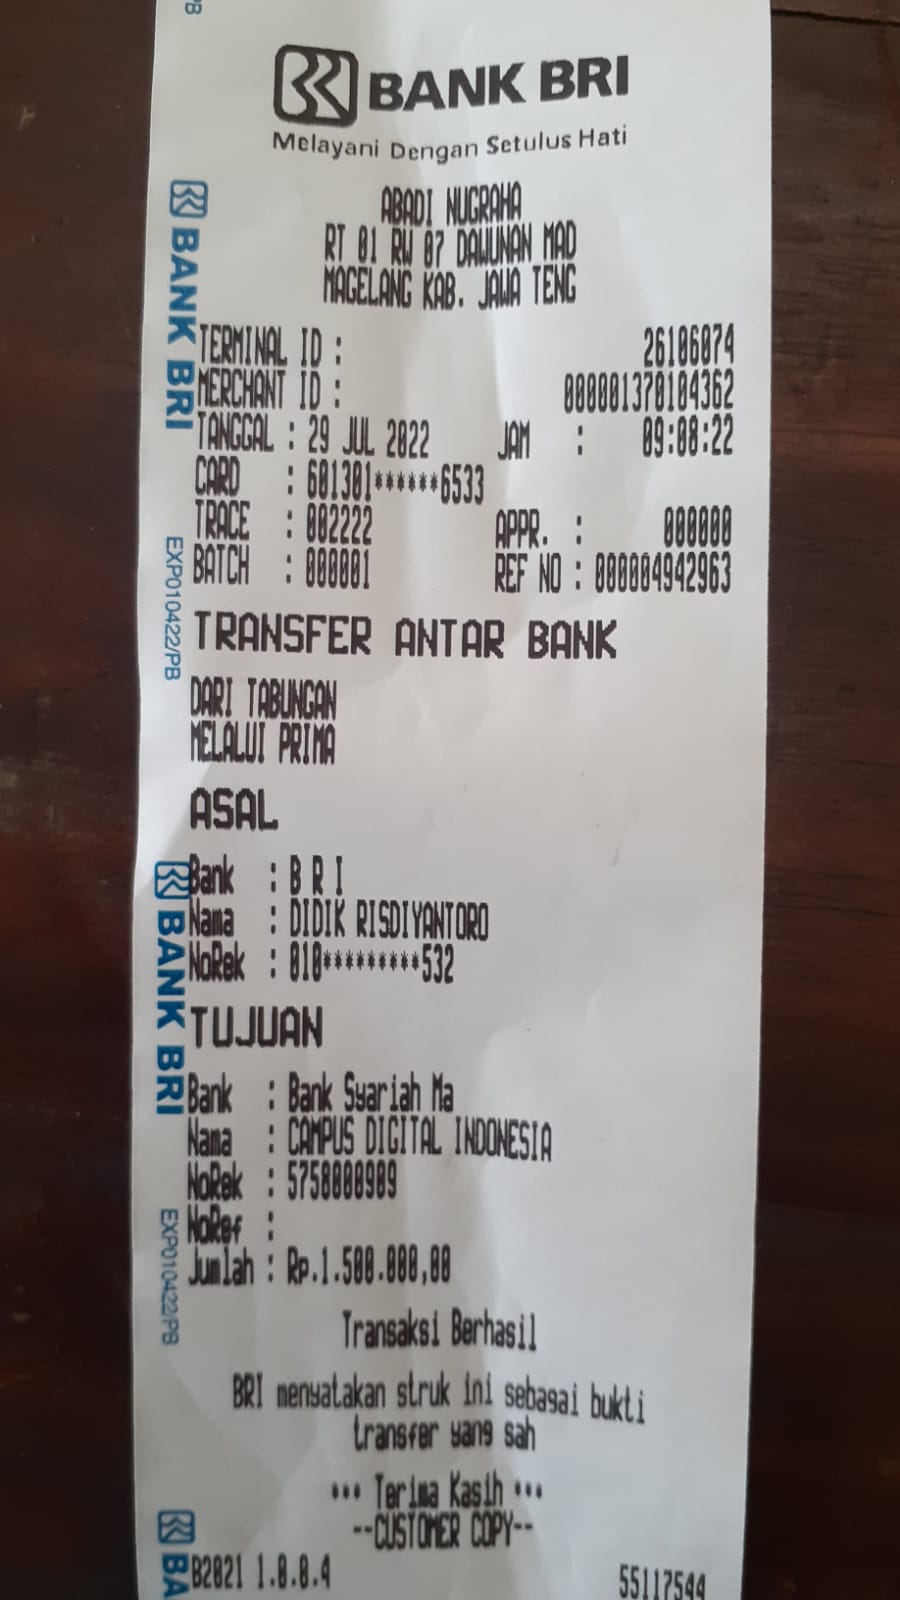 BANK BRI
Melayani Dengan Setulus Hati
ABADI NUGRAHA
RT 01 RW 07 DAWUNAN MAD
MAGELANG KAB. JAWA TENG
TERMINAL ID : 26106074
MERCHANT ID : 000001370104362
TANGGAL : 29 JUL 2022 JAM : 09:08:22
CARD : 601301******6533
TRACE : 002222 APPR. : 000000
BATCH : 000001 REF NO : 000004942963
TRANSFER ANTAR BANK
DARI TABUNGAN
MELALUI PRIMA
ASAL
Bank : B R I
Nama : DIDIK RISDIYANTORO
NoRek : 010*********532
TUJUAN
Bank : Bank Syariah Ma
Nama : CAMPUS DIGITAL INDONESIA
NoRek : 5758000909
NoRef :
Jumlah : Rp.1.500.000,00
Transaksi Berhasil
BRI menyatakan struk ini sebagai bukti
transfer yang sah
*** Terima Kasih ***
--CUSTOMER COPY--
B2021 1.0.0.4 55117544
PB
BANK BRI
EXP010422/PB
BANK BRI
EXP010422/PB
BA